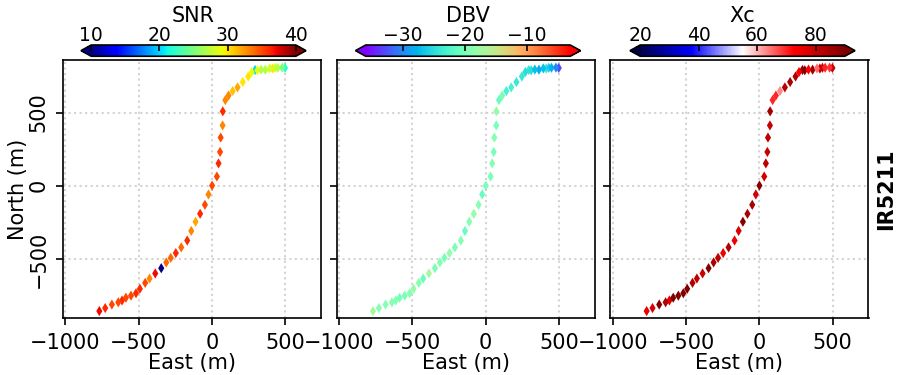 SNR DBV Xc
10 20 30 40 −30 −20 −10 20 40 60 80
North (m)
500
0
−500
IR5211
−1000 −500 0 500 −1000 −500 0 500 −1000 −500 0 500
East (m) East (m) East (m)